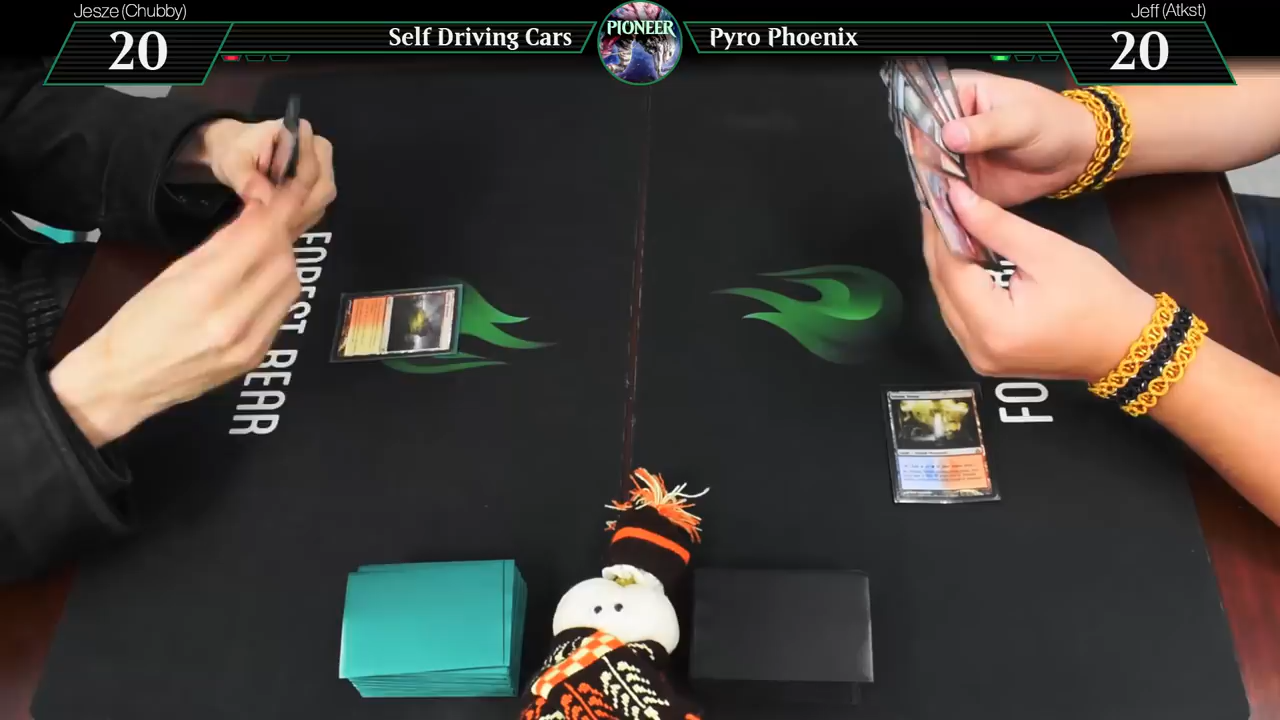 Jesze (Chubby)
20
Self Driving Cars
PIONEER
Pyro Phoenix
Jeff (Atkst)
20
FOREST BEAR
FO